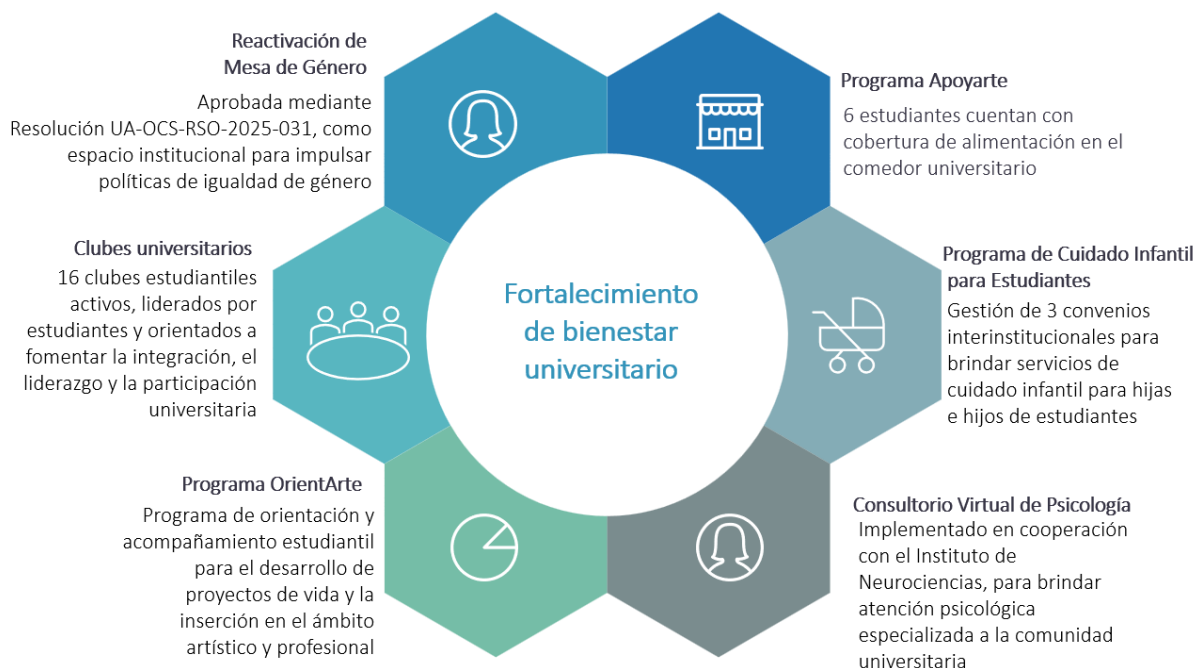 Reactivación de
Mesa de Género
Aprobada mediante
Resolución UA-OCS-RSO-2025-031, como
espacio institucional para impulsar
políticas de igualdad de género
Programa Apoyarte
6 estudiantes cuentan con
cobertura de alimentación en el
comedor universitario
Clubes universitarios
16 clubes estudiantiles
activos, liderados por
estudiantes y orientados a
fomentar la integración, el
liderazgo y la participación
universitaria
Fortalecimiento
de bienestar
universitario
Programa de Cuidado Infantil
para Estudiantes
Gestión de 3 convenios
interinstitucionales para
brindar servicios de
cuidado infantil para hijas
e hijos de estudiantes
Programa OrientArte
Programa de orientación y
acompañamiento estudiantil
para el desarrollo de
proyectos de vida y la
inserción en el ámbito
artístico y profesional
Consultorio Virtual de Psicología
Implementado en cooperación
con el Instituto de
Neurociencias, para brindar
atención psicológica
especializada a la comunidad
universitaria